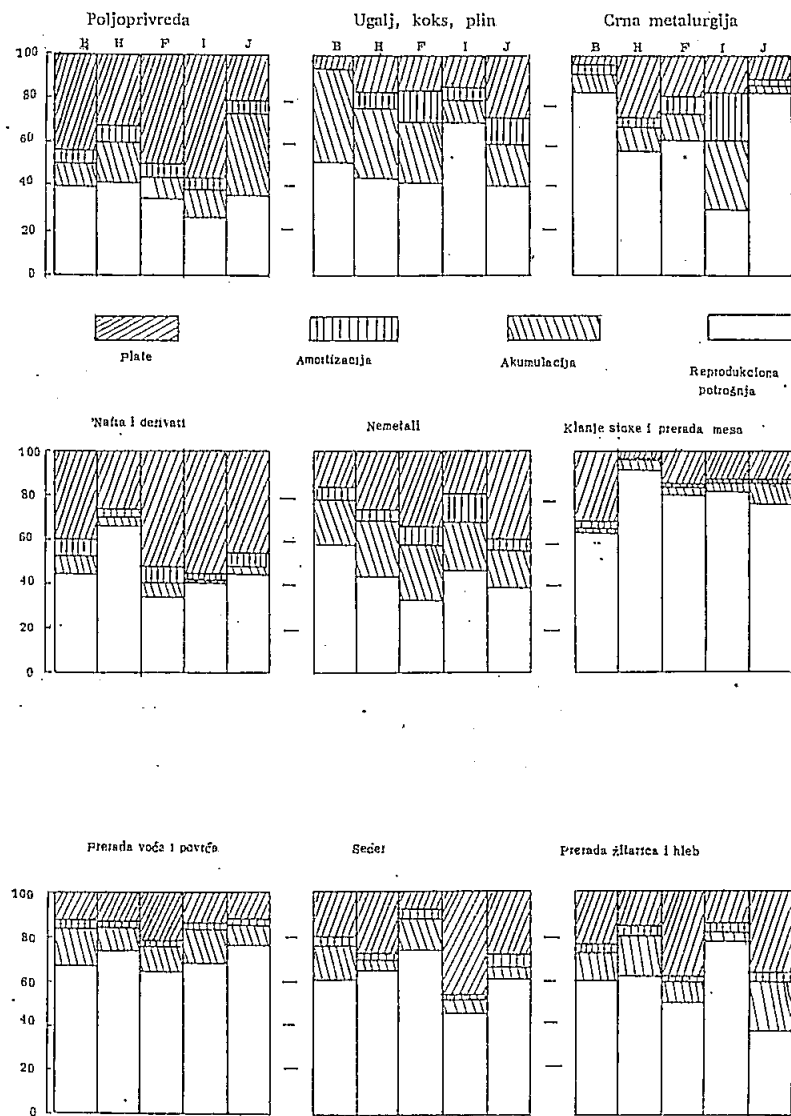 Poljoprivreda
Ugalj, koks, plin
Crna metalurgija
B H F I J
B H F I J
B H F I J
100
80
60
40
20
0
Plate
Amortizacija
Akumulacija
Reprodukciona
potrošnja
Nafta i derivati
Nemetali
Klanje stoke i prerada mesa
100
80
60
40
20
0
Prerada voća i povrća
Šećer
Prerada žitarica i hleb
100
80
60
40
20
0